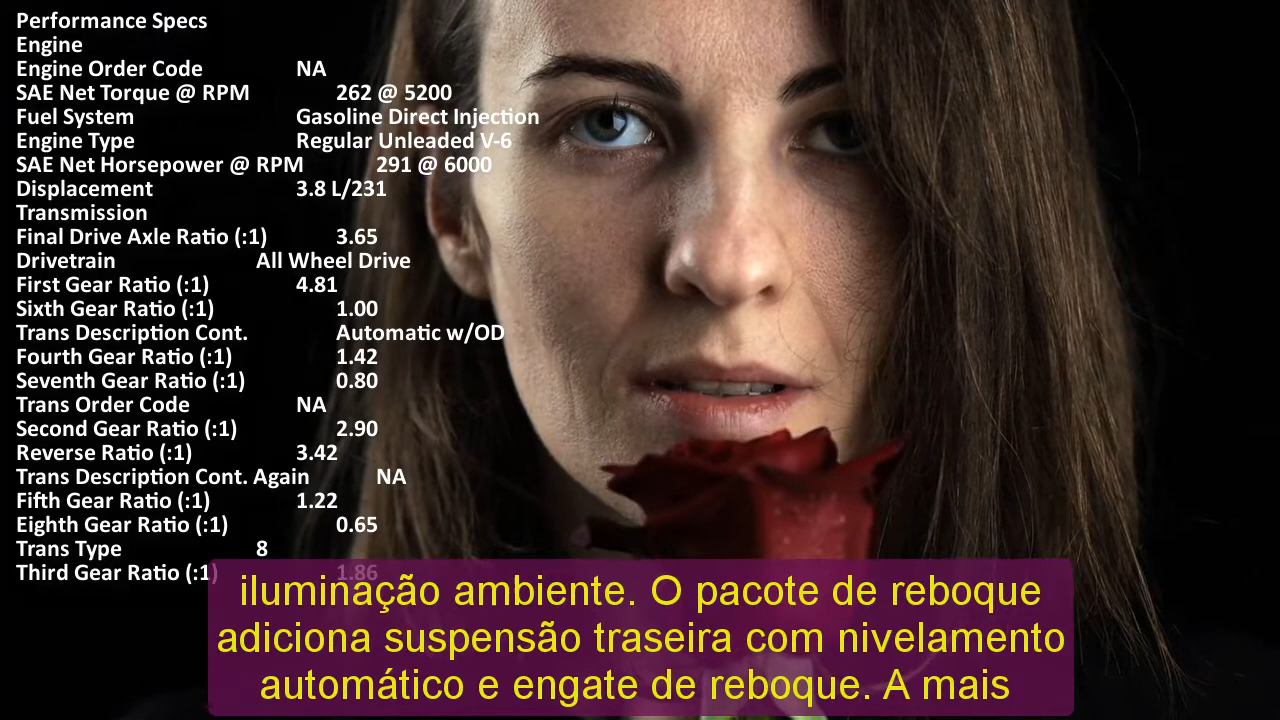 Performance Specs
Engine
Engine Order Code NA
SAE Net Torque @ RPM 262 @ 5200
Fuel System Gasoline Direct Injection
Engine Type Regular Unleaded V-6
SAE Net Horsepower @ RPM 291 @ 6000
Displacement 3.8 L/231
Transmission
Final Drive Axle Ratio (:1) 3.65
Drivetrain All Wheel Drive
First Gear Ratio (:1) 4.81
Sixth Gear Ratio (:1) 1.00
Trans Description Cont. Automatic w/OD
Fourth Gear Ratio (:1) 1.42
Seventh Gear Ratio (:1) 0.80
Trans Order Code NA
Second Gear Ratio (:1) 2.90
Reverse Ratio (:1) 3.42
Trans Description Cont. Again NA
Fifth Gear Ratio (:1) 1.22
Eighth Gear Ratio (:1) 0.65
Trans Type 8
Third Gear Ratio (:1) 1.86
iluminação ambiente. O pacote de reboque
adiciona suspensão traseira com nivelamento
automático e engate de reboque. A mais